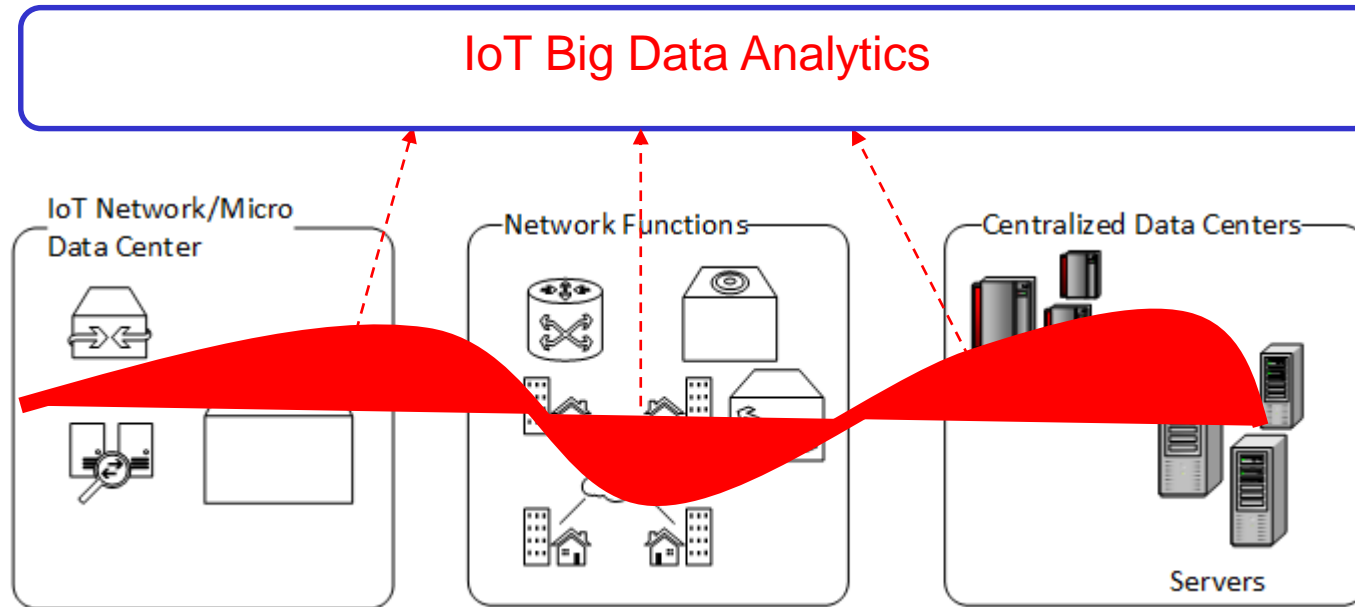 IoT Big Data Analytics
IoT Network/Micro
Data Center
Network Functions
Centralized Data Centers
Servers